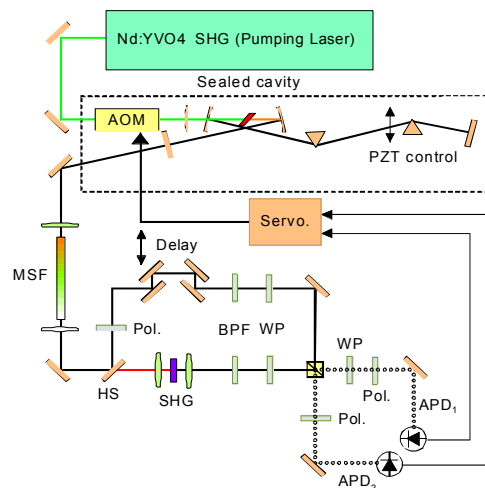 Nd:YVO4 SHG (Pumping Laser)
Sealed cavity
AOM
PZT control
Servo.
Delay
MSF
Pol.
BPF WP
WP
HS
SHG
Pol.
Pol.
APD₁
APD₂